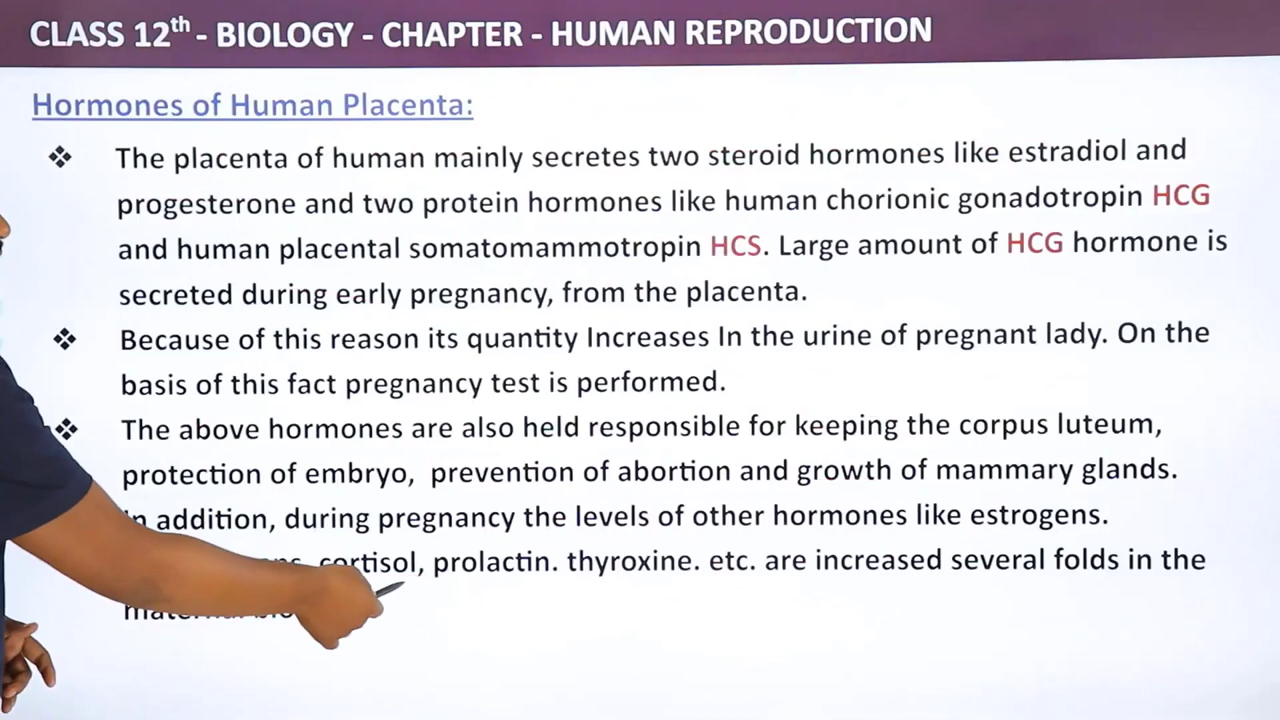 CLASS 12th - BIOLOGY - CHAPTER - HUMAN REPRODUCTION
Hormones of Human Placenta:
❖ The placenta of human mainly secretes two steroid hormones like estradiol and
progesterone and two protein hormones like human chorionic gonadotropin HCG
and human placental somatomammotropin HCS. Large amount of HCG hormone is
secreted during early pregnancy, from the placenta.
❖ Because of this reason its quantity Increases In the urine of pregnant lady. On the
basis of this fact pregnancy test is performed.
❖ The above hormones are also held responsible for keeping the corpus luteum,
protection of embryo, prevention of abortion and growth of mammary glands.
In addition, during pregnancy the levels of other hormones like estrogens.
cortisol, prolactin. thyroxine. etc. are increased several folds in the